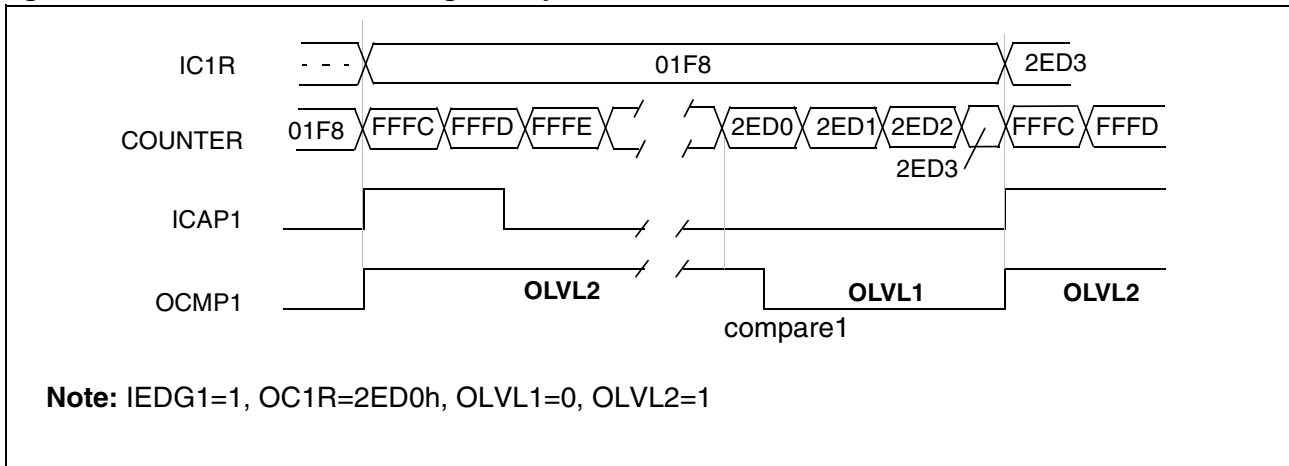 IC1R - - - 01F8 2ED3
COUNTER 01F8 FFFC FFFD FFFE 2ED0 2ED1 2ED2 FFFC FFFD
2ED3
ICAP1
OCMP1 OLVL2 OLVL1 OLVL2
compare1
Note: IEDG1=1, OC1R=2ED0h, OLVL1=0, OLVL2=1